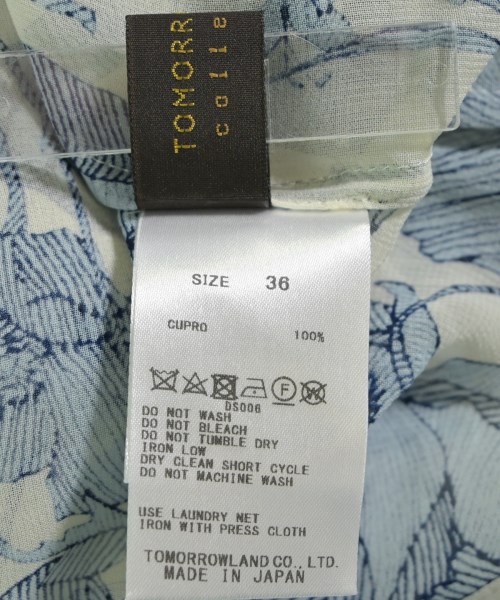 TOMORR
colle
SIZE 36
CUPRO 100%
DS006
DO NOT WASH
DO NOT BLEACH
DO NOT TUMBLE DRY
IRON LOW
DRY CLEAN SHORT CYCLE
DO NOT MACHINE WASH
USE LAUNDRY NET
IRON WITH PRESS CLOTH
TOMORROWLAND CO., LTD.
MADE IN JAPAN